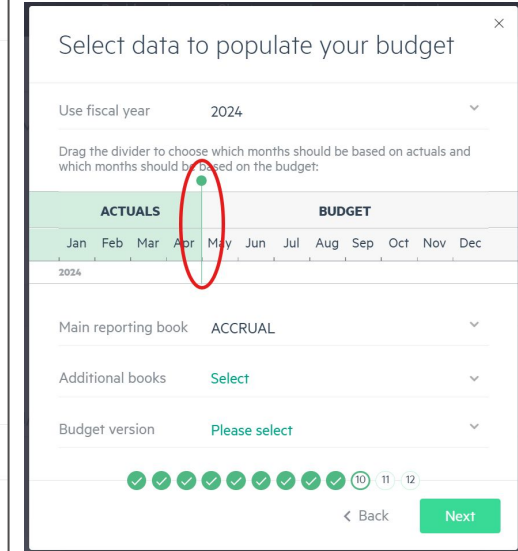 Select data to populate your budget
Use fiscal year 2024
Drag the divider to choose which months should be based on actuals and
which months should be based on the budget:
ACTUALS BUDGET
Jan Feb Mar Apr May Jun Jul Aug Sep Oct Nov Dec
2024
Main reporting book ACCRUAL
Additional books Select
Budget version Please select
10 11 12
Back Next